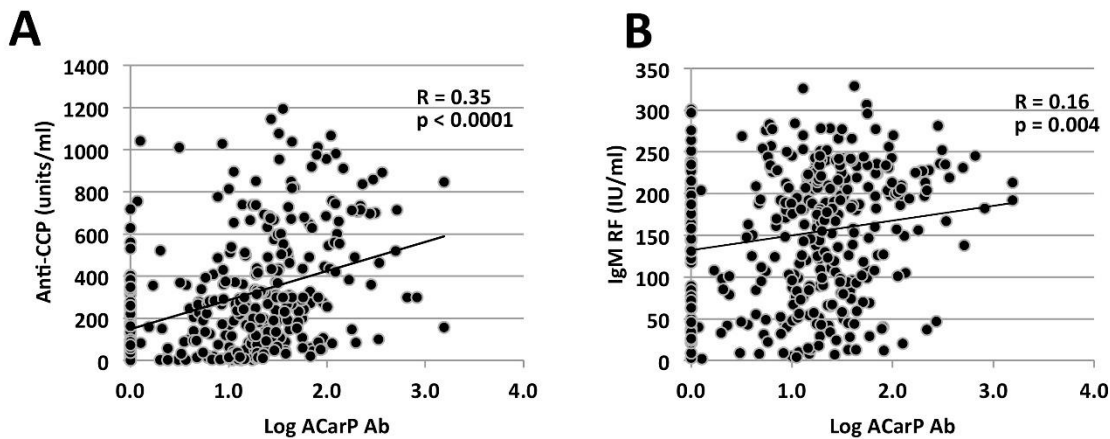 A
1400
1200
1000
800
600
400
200
0
Anti-CCP (units/ml)
R = 0.35
p < 0.0001
0.0 1.0 2.0 3.0 4.0
Log ACarP Ab
B
350
300
250
200
150
100
50
0
IgM RF (IU/ml)
R = 0.16
p = 0.004
0.0 1.0 2.0 3.0 4.0
Log ACarP Ab